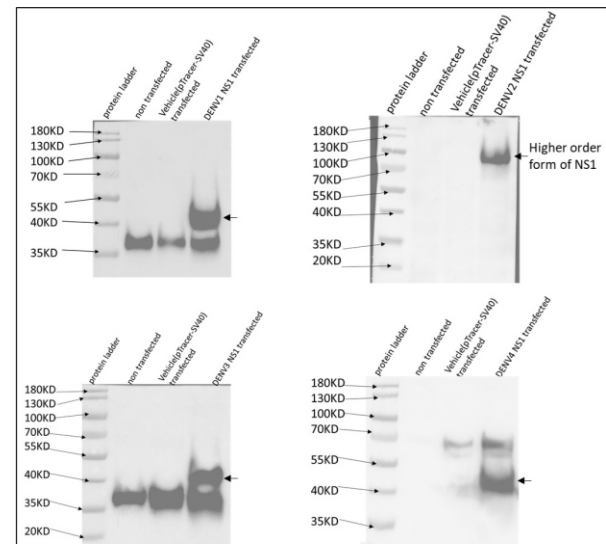 protein ladder
non transfected
Vehicle(pTracer-SV40)
transfected
DENV1 NS1 transfected
180KD
130KD
100KD
70KD
55KD
40KD
35KD
protein ladder
non transfected
Vehicle(pTracer-SV40)
transfected
DENV2 NS1 transfected
180KD
130KD
100KD
70KD
55KD
40KD
35KD
20KD
Higher order
form of NS1
protein ladder
non transfected
Vehicle(pTracer-SV40)
transfected
DENV3 NS1 transfected
180KD
130KD
100KD
70KD
55KD
40KD
35KD
20KD
protein ladder
non transfected
Vehicle(pTracer-SV40)
transfected
DENV4 NS1 transfected
180KD
130KD
100KD
70KD
55KD
40KD
35KD